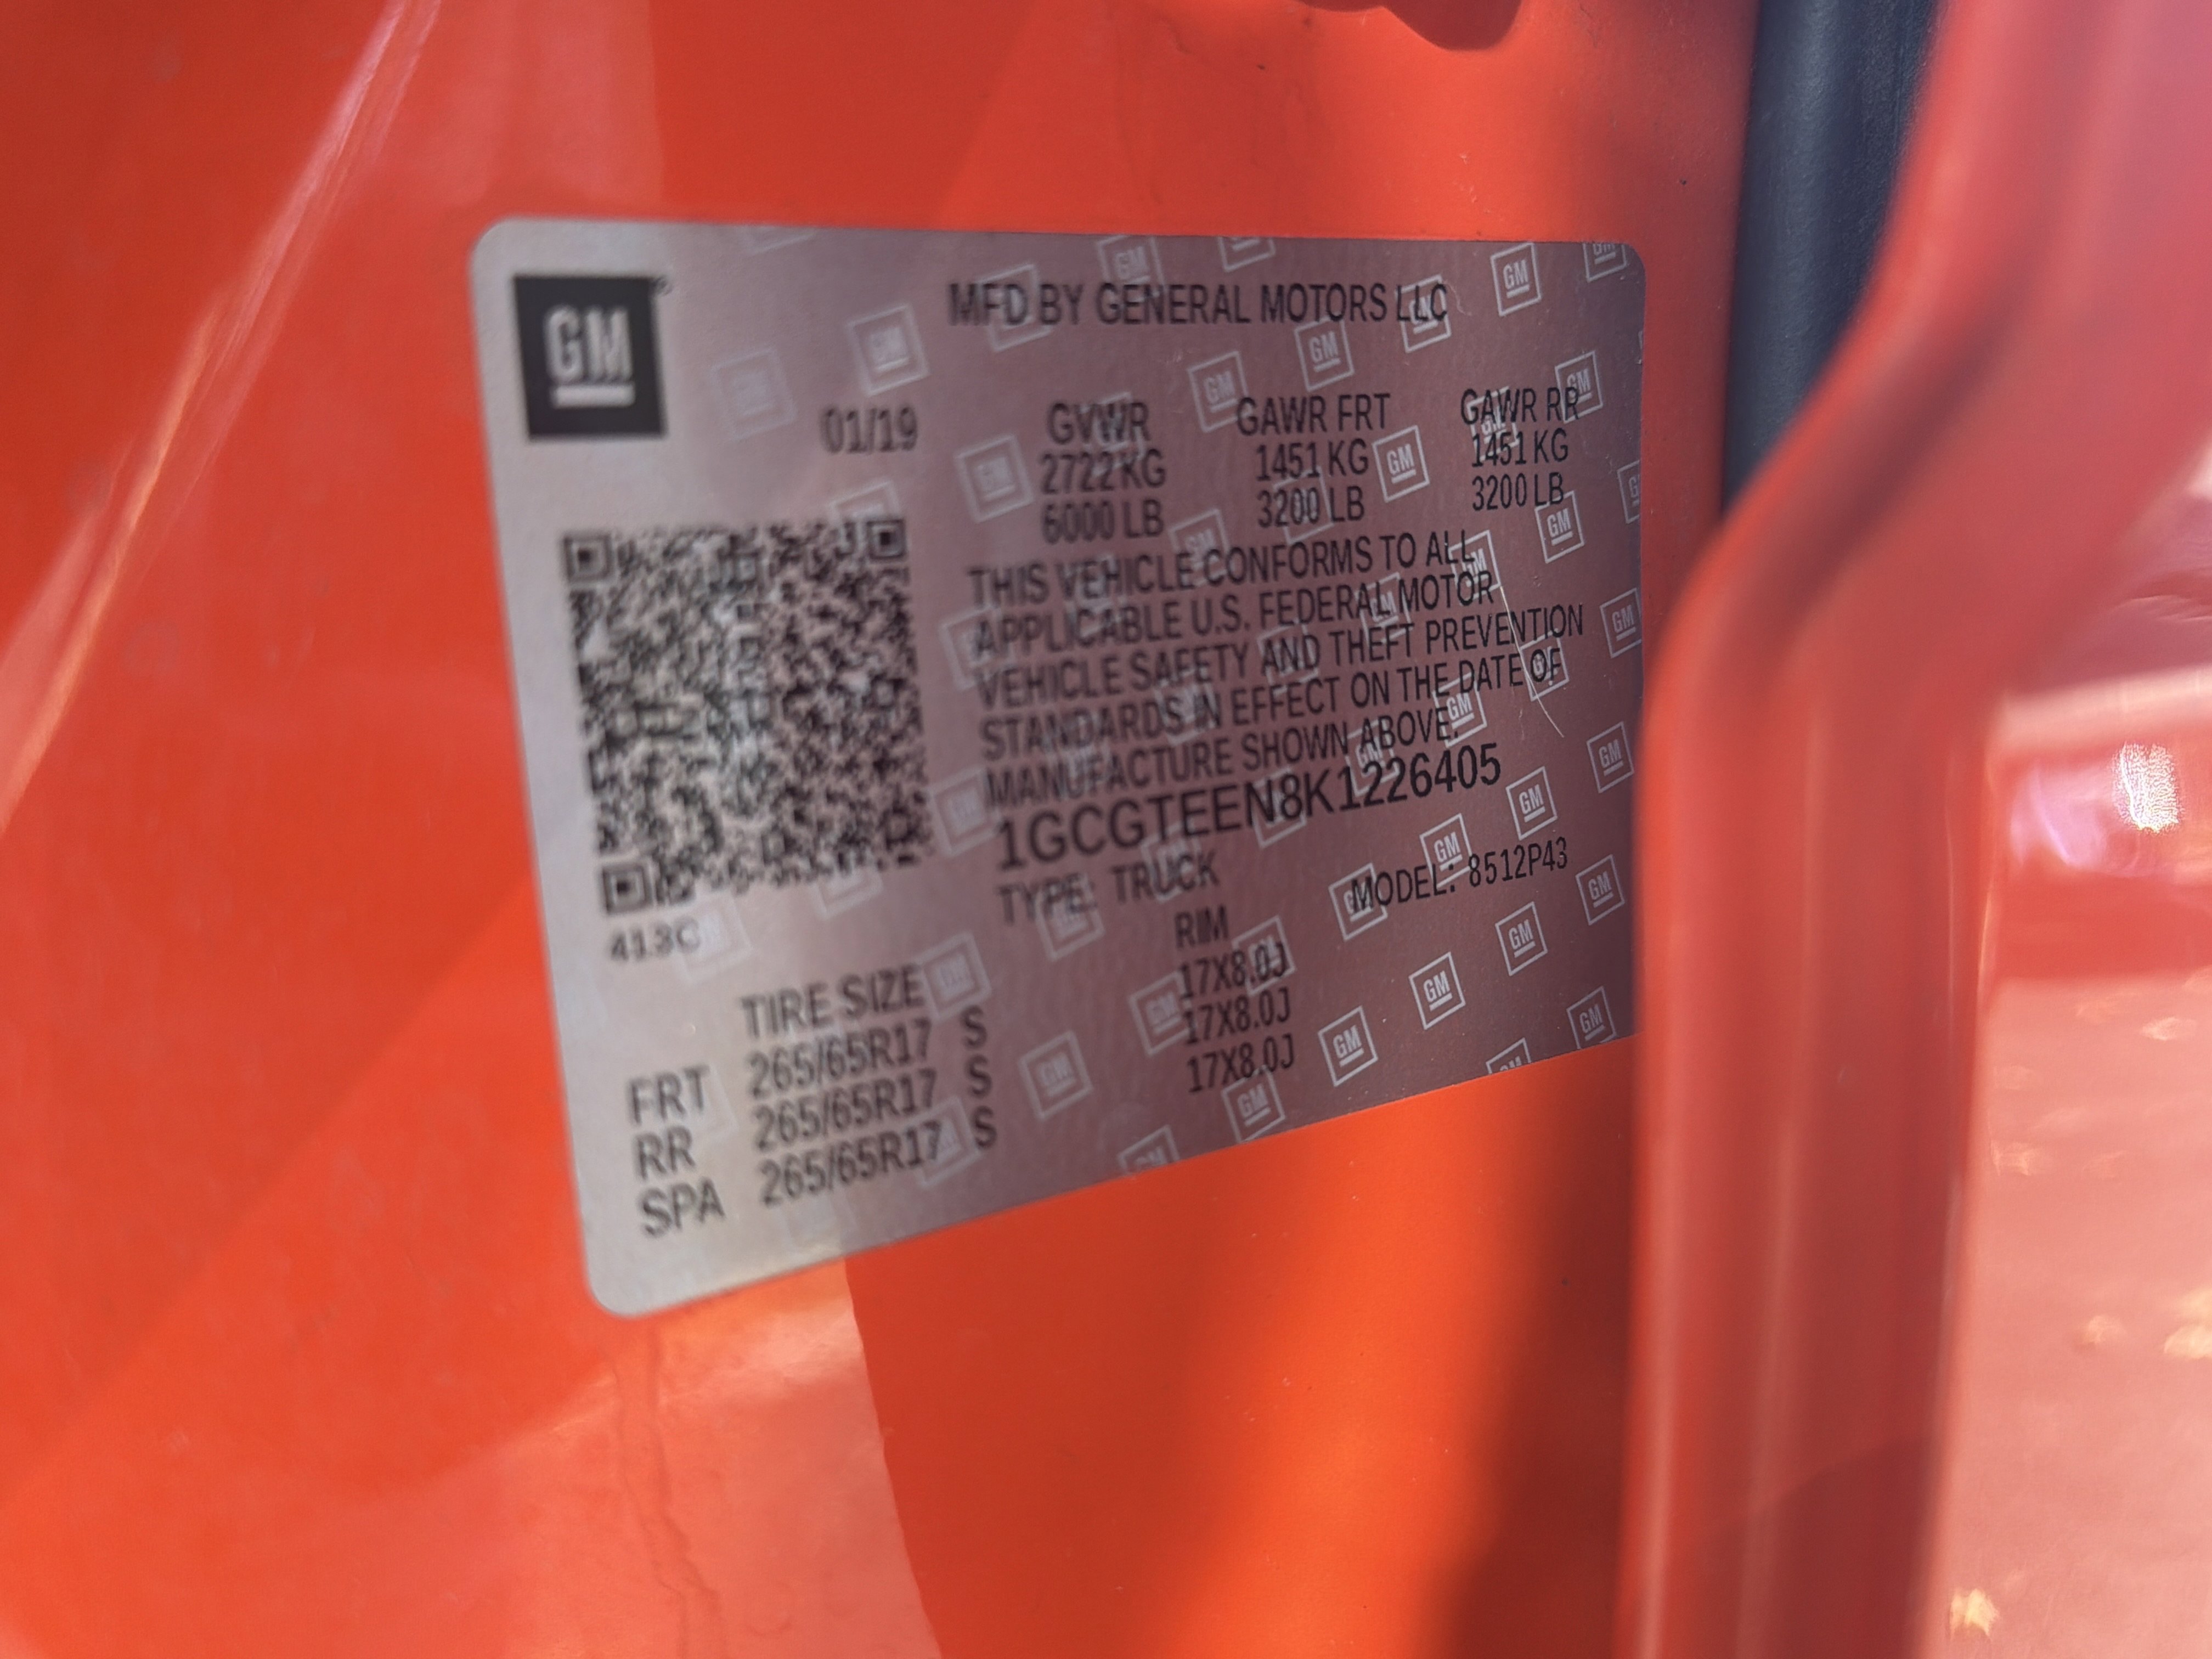 GM
MFD BY GENERAL MOTORS LLC
01/19 GVWR GAWR FRT GAWR RR
2722 KG 1451 KG 1451 KG
6000 LB 3200 LB 3200 LB
THIS VEHICLE CONFORMS TO ALL
APPLICABLE U.S. FEDERAL MOTOR
VEHICLE SAFETY AND THEFT PREVENTION
STANDARDS IN EFFECT ON THE DATE OF
MANUFACTURE SHOWN ABOVE.
1GCGTEEN8K1226405
TYPE: TRUCK MODEL: 8512P43
413C
TIRE SIZE RIM
FRT 265/65R17 S 17X8.0J
RR 265/65R17 S 17X8.0J
SPA 265/65R17 S 17X8.0J